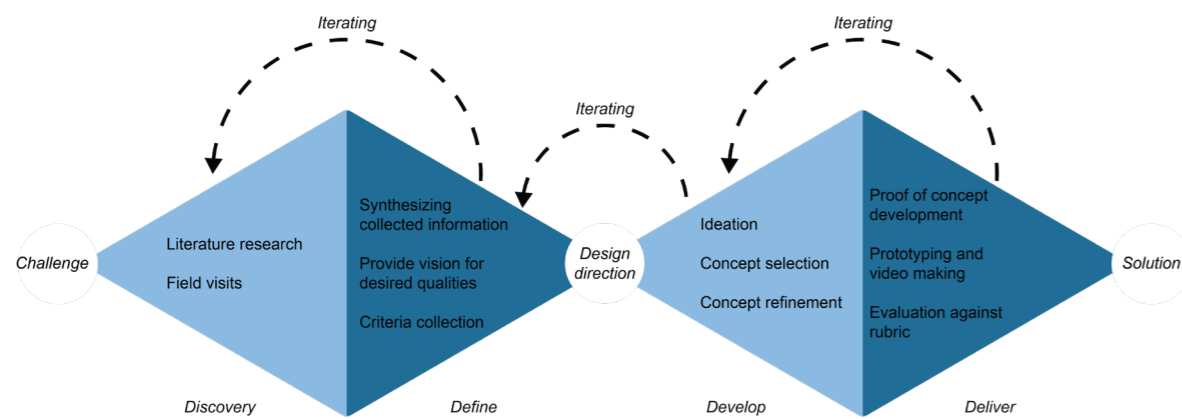 Iterating
Iterating
Iterating
Challenge
Literature research
Field visits
Synthesizing
collected information
Provide vision for
desired qualities
Criteria collection
Design
direction
Ideation
Concept selection
Concept refinement
Proof of concept
development
Prototyping and
video making
Evaluation against
rubric
Solution
Discovery
Define
Develop
Deliver